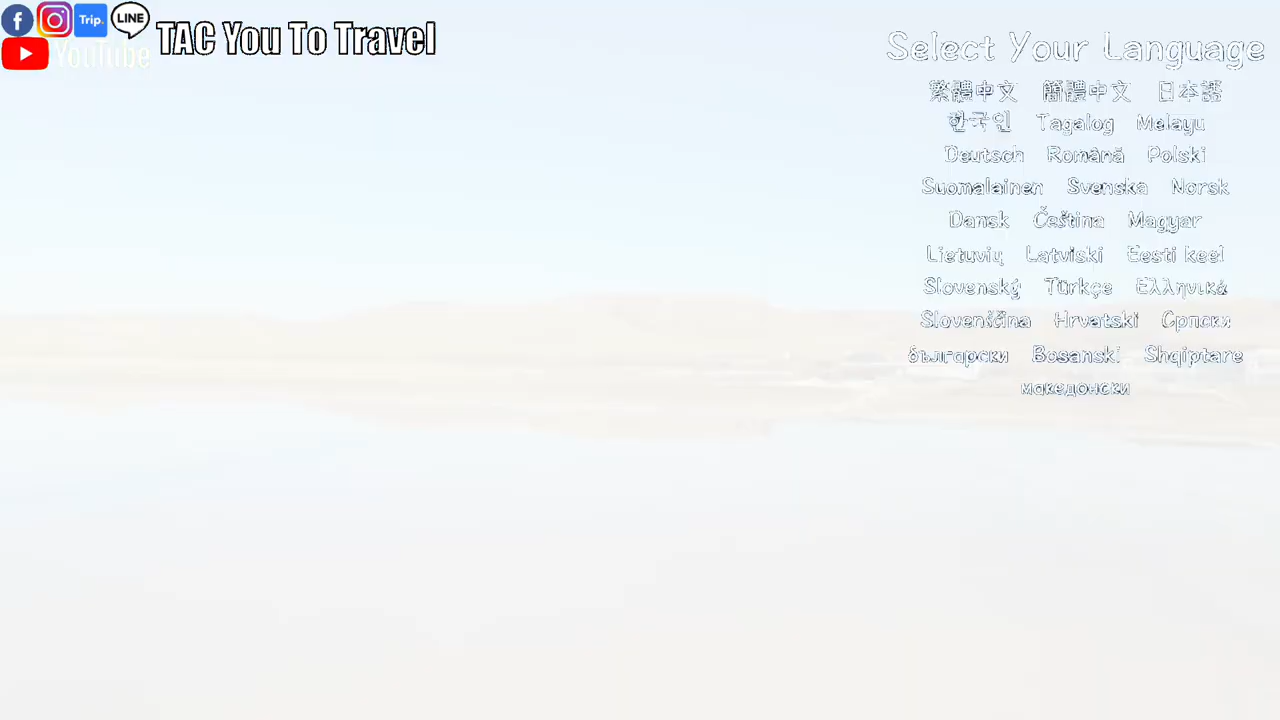 Trip.
LINE
YouTube
TAC You To Travel
Select Your Language
繁體中文 簡體中文 日本語
한국인 Tagalog Melayu
Deutsch Română Polski
Suomalainen Svenska Norsk
Dansk Čeština Magyar
Lietuvių Latviski Eesti keel
Slovenský Türkçe Ελληνικά
Slovenščina Hrvatski Српски
български Bosanski Shqiptare
македонски